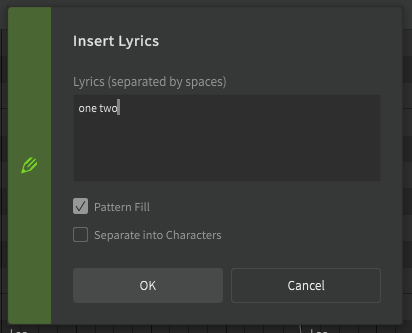 Insert Lyrics
Lyrics (separated by spaces)
one two
Pattern Fill
Separate into Characters
OK
Cancel